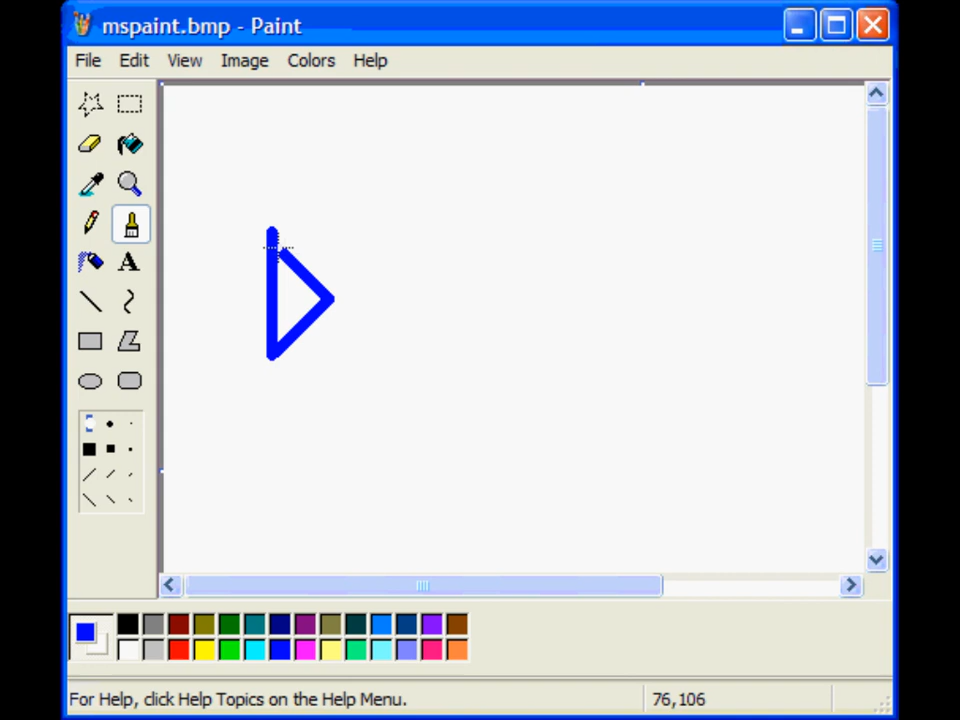 mspaint.bmp - Paint
File Edit View Image Colors Help
A
For Help, click Help Topics on the Help Menu.
76,106